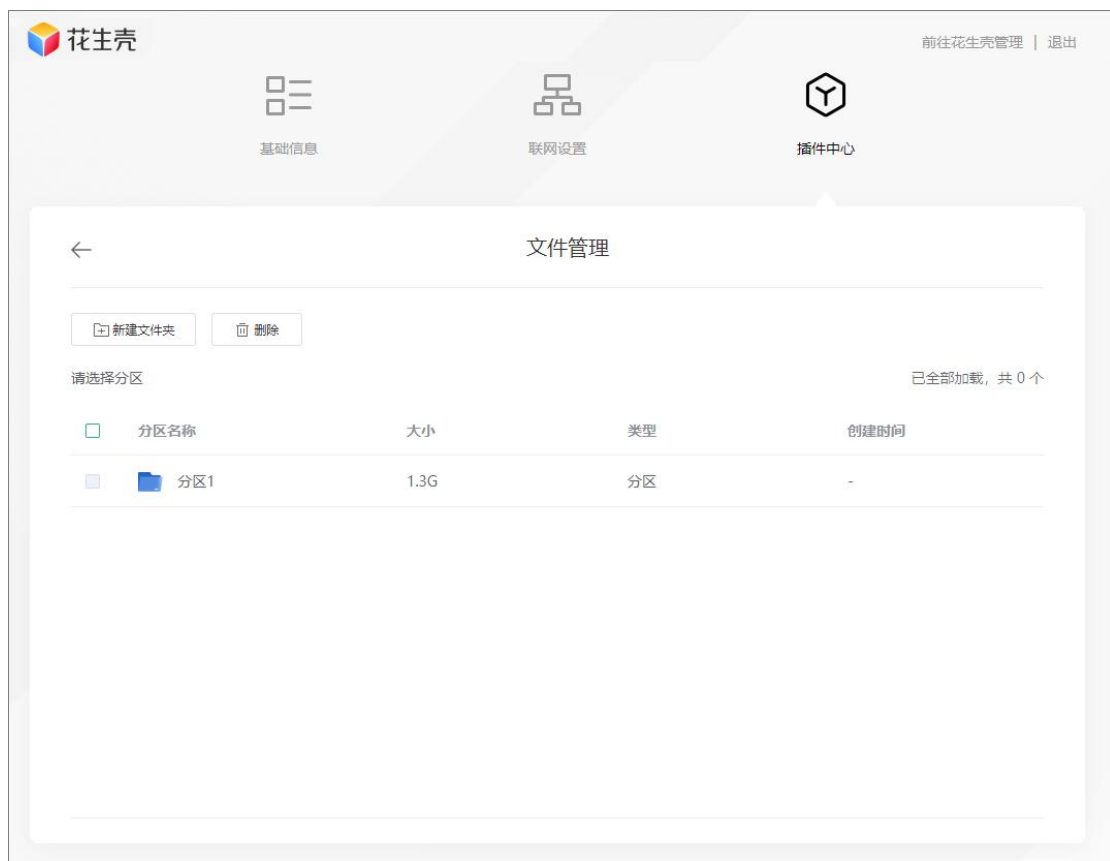 花生壳
前往花生壳管理 | 退出
基础信息
联网设置
插件中心
文件管理
新建文件夹
删除
请选择分区
已全部加载，共 0 个
分区名称 大小 类型 创建时间
分区1 1.3G 分区 -